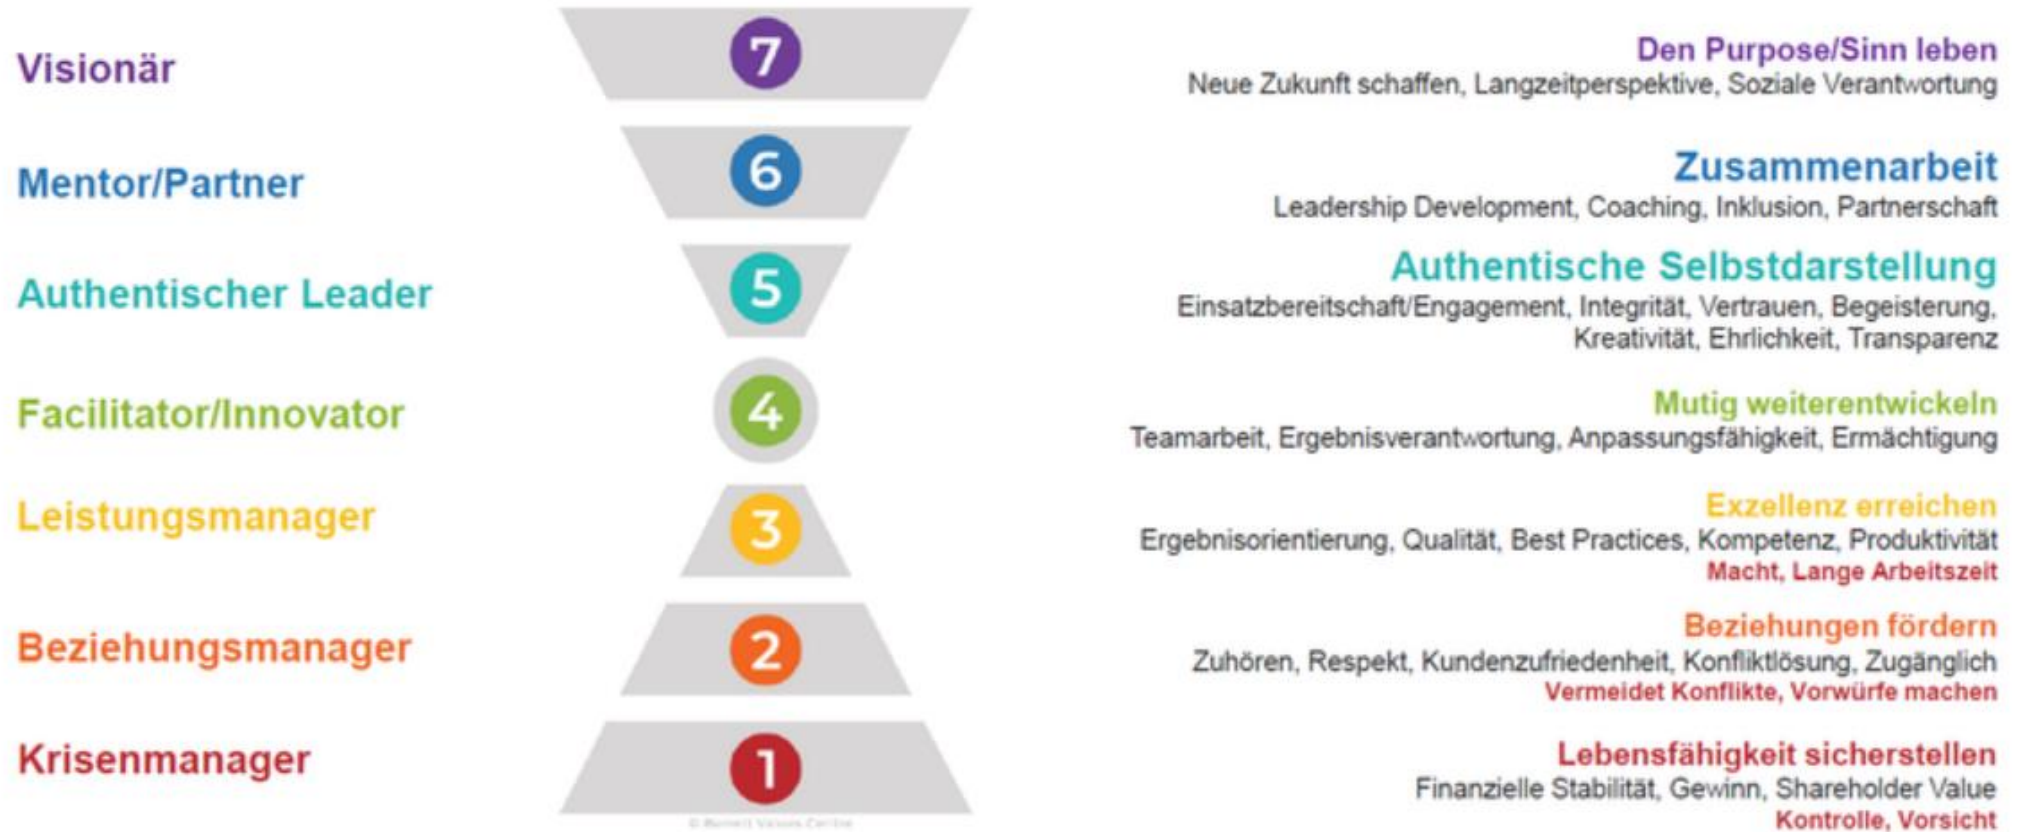 Visionär
7
Den Purpose/Sinn leben
Neue Zukunft schaffen, Langzeitperspektive, Soziale Verantwortung
Mentor/Partner
6
Zusammenarbeit
Leadership Development, Coaching, Inklusion, Partnerschaft
Authentischer Leader
5
Authentische Selbstdarstellung
Einsatzbereitschaft/Engagement, Integrität, Vertrauen, Begeisterung,
Kreativität, Ehrlichkeit, Transparenz
Facilitator/Innovator
4
Mutig weiterentwickeln
Teamarbeit, Ergebnisverantwortung, Anpassungsfähigkeit, Ermächtigung
Leistungsmanager
3
Exzellenz erreichen
Ergebnisorientierung, Qualität, Best Practices, Kompetenz, Produktivität
Macht, Lange Arbeitszeit
Beziehungsmanager
2
Beziehungen fördern
Zuhören, Respekt, Kundenzufriedenheit, Konfliktlösung, Zugänglich
Vermeidet Konflikte, Vorwürfe machen
Krisenmanager
1
Lebensfähigkeit sicherstellen
Finanzielle Stabilität, Gewinn, Shareholder Value
Kontrolle, Vorsicht
© Barrett Values Centre